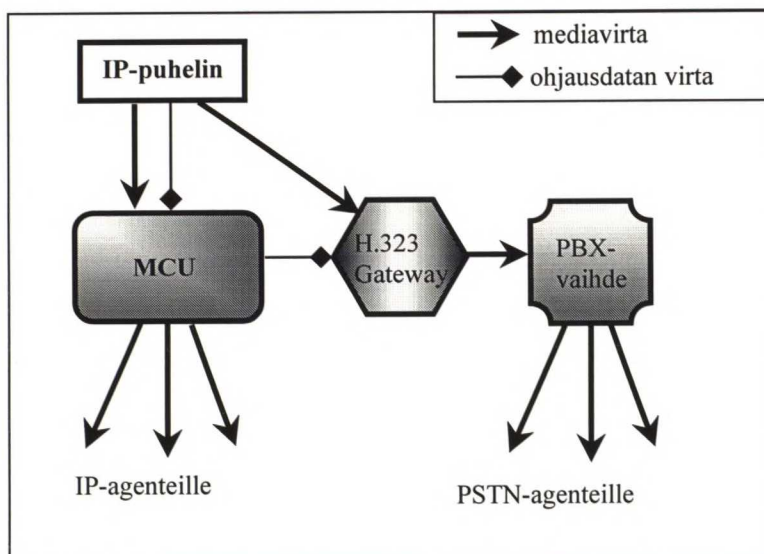 mediavirta
ohjausdatan virta
IP-puhelin
MCU
H.323
Gateway
PBX-
vaihde
IP-agenteille
PSTN-agenteille